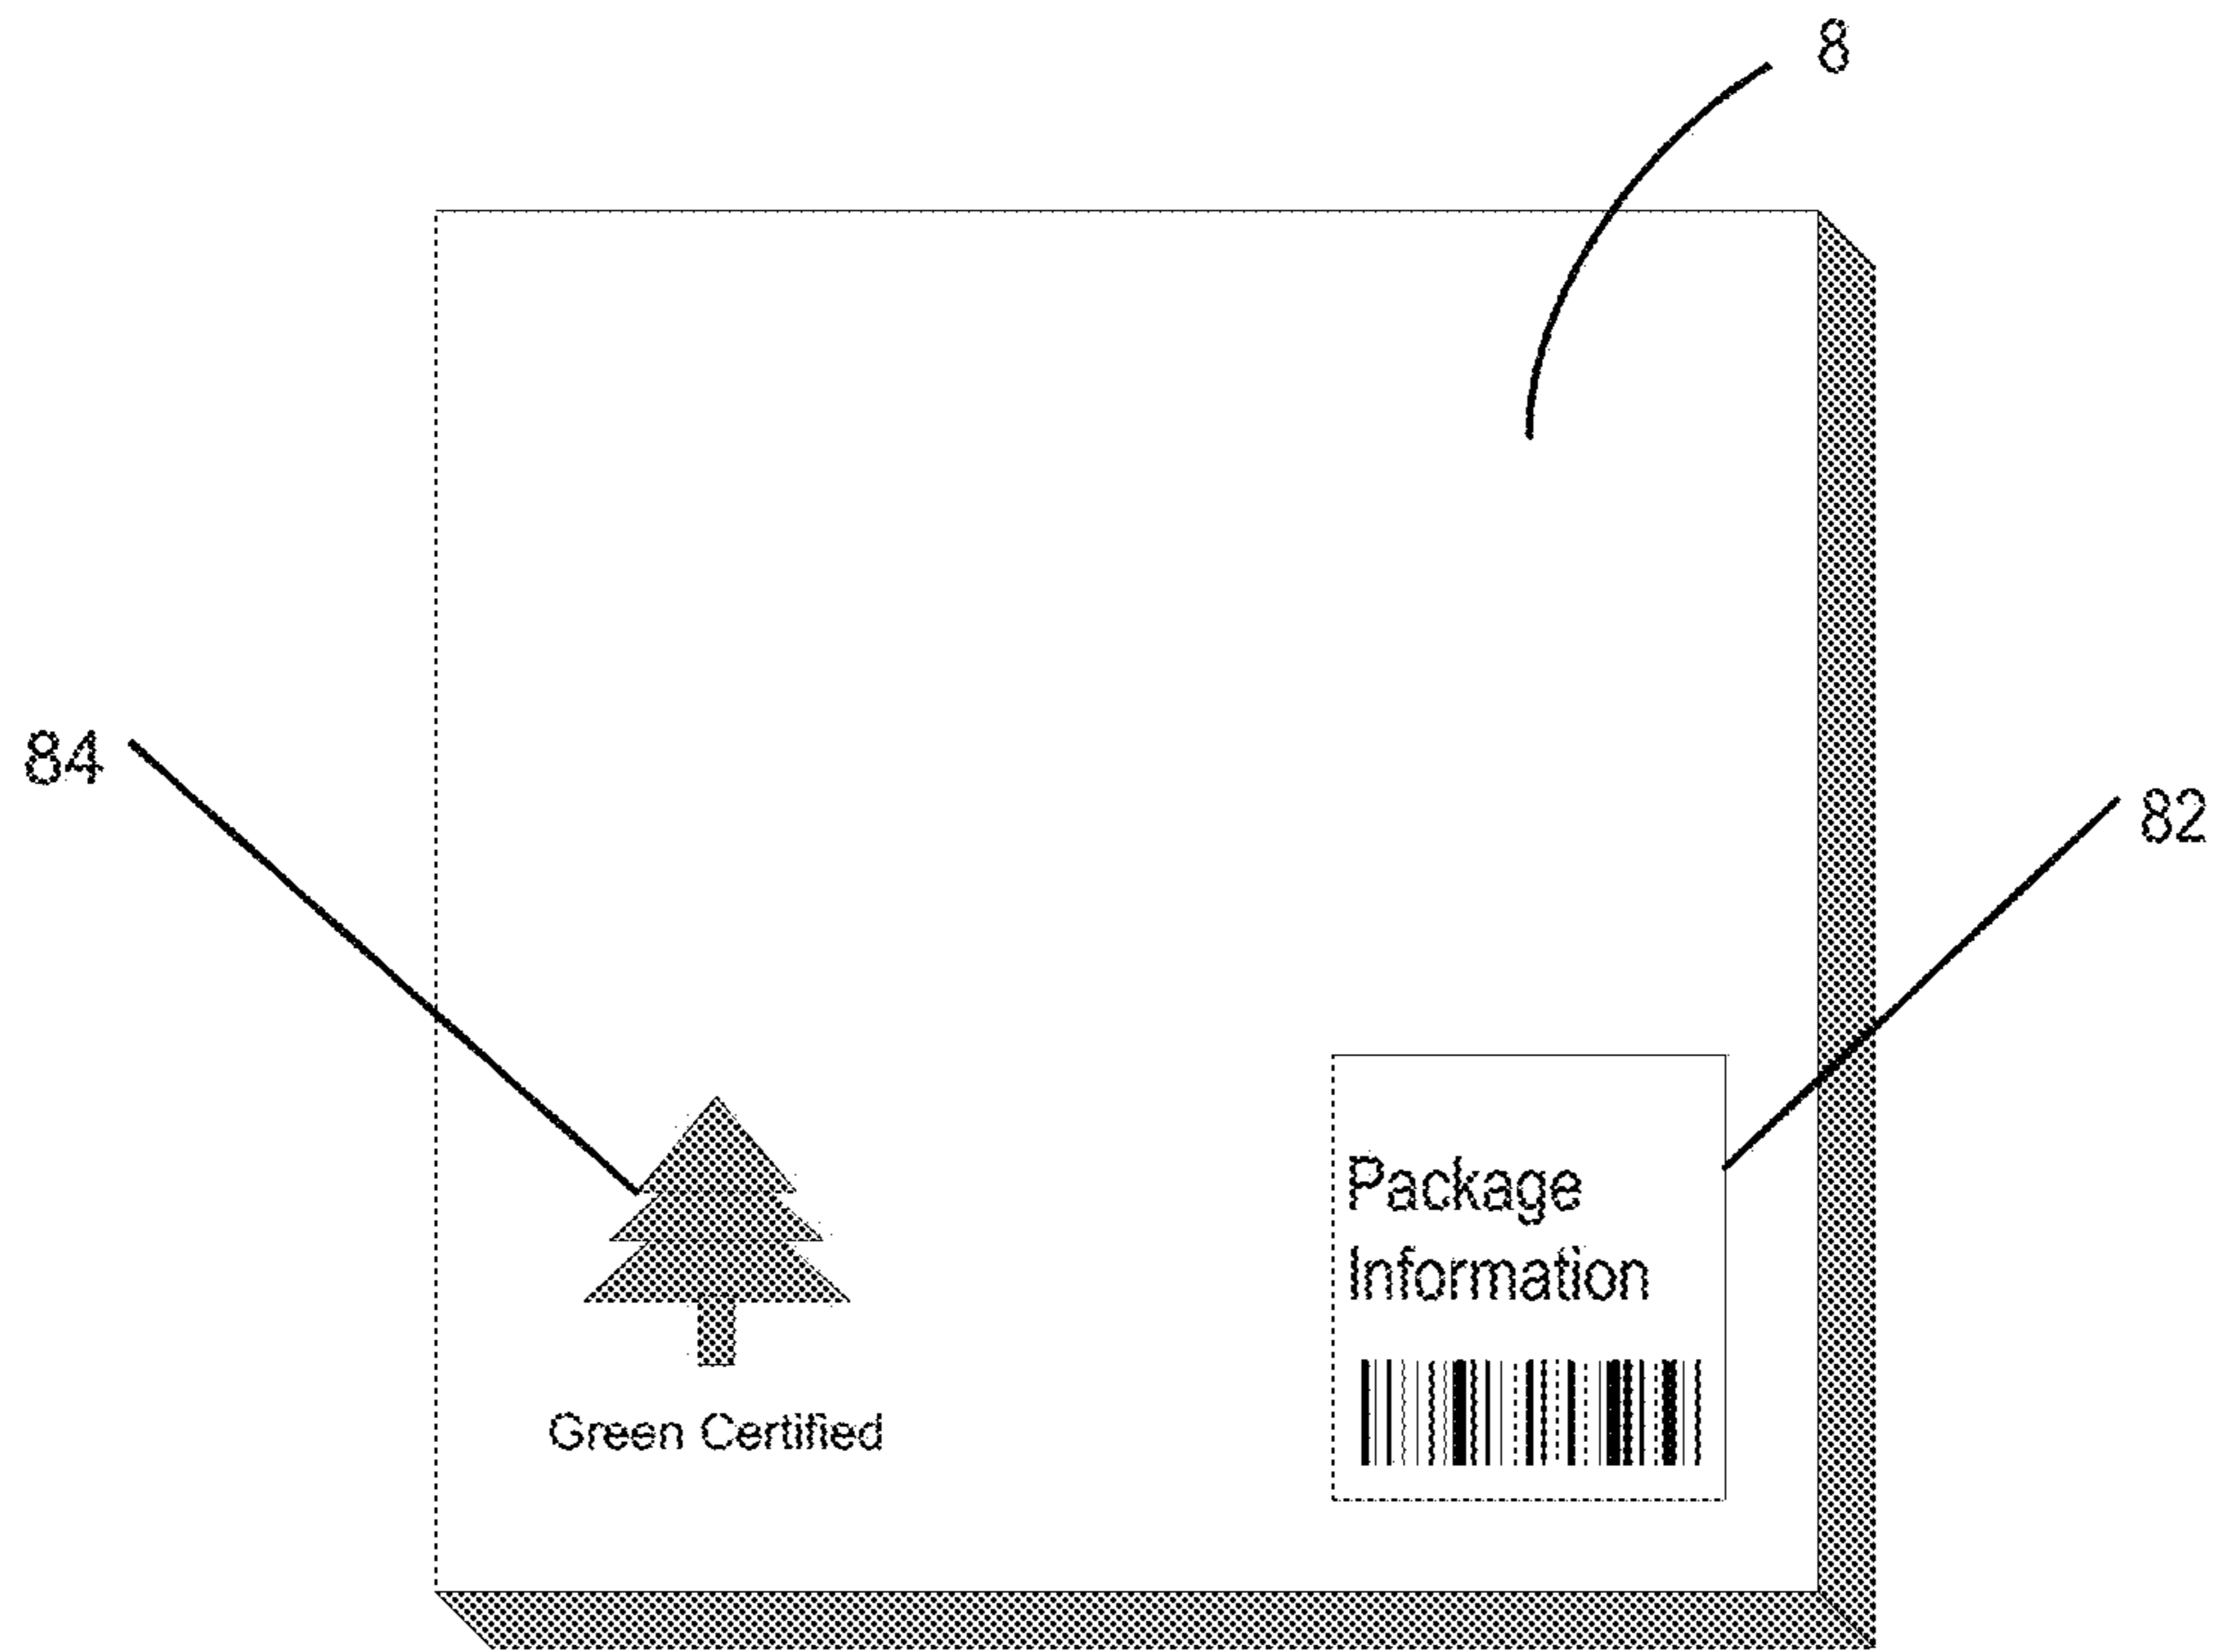 8
84
82
Package
Information
Green Certified